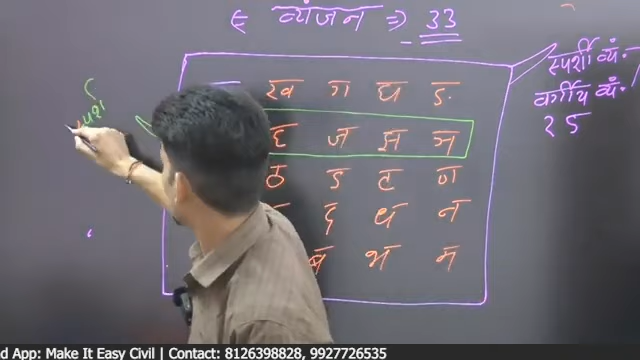 व्यंजन ⇒ 33
स्पर्शी व्यं.
वर्गीय व्यं.
25
ख ग घ ङ
छ ज झ ञ
ठ ड ढ ण
द ध न
ब भ म
d App: Make It Easy Civil | Contact: 8126398828, 9927726535